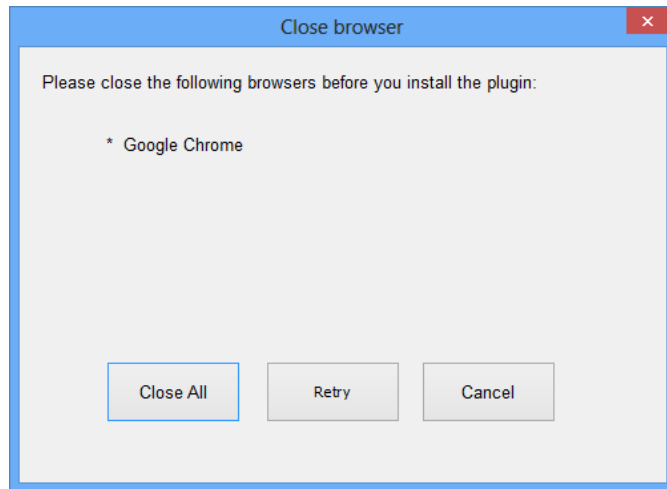 Close browser
Please close the following browsers before you install the plugin:
* Google Chrome
Close All Retry Cancel